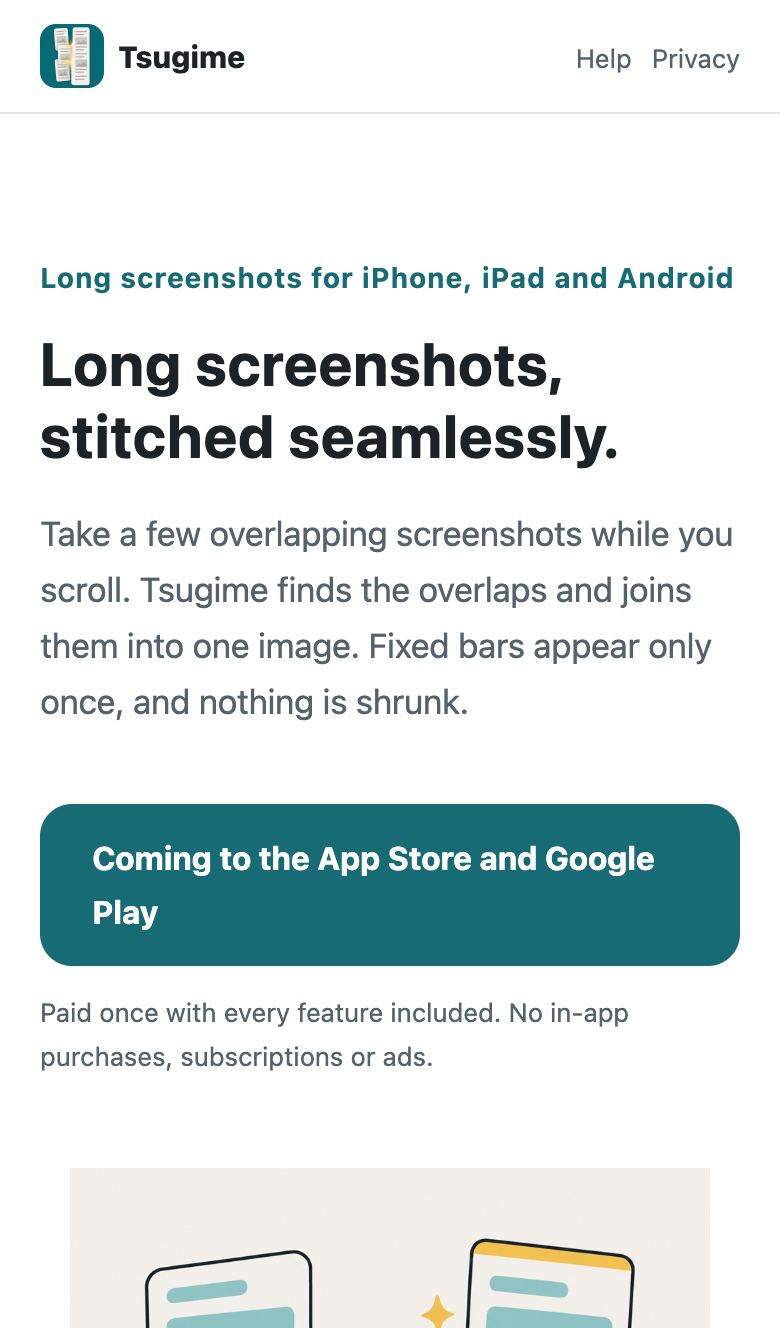 Tsugime
Help Privacy
Long screenshots for iPhone, iPad and Android
Long screenshots,
stitched seamlessly.
Take a few overlapping screenshots while you
scroll. Tsugime finds the overlaps and joins
them into one image. Fixed bars appear only
once, and nothing is shrunk.
Coming to the App Store and Google
Play
Paid once with every feature included. No in-app
purchases, subscriptions or ads.